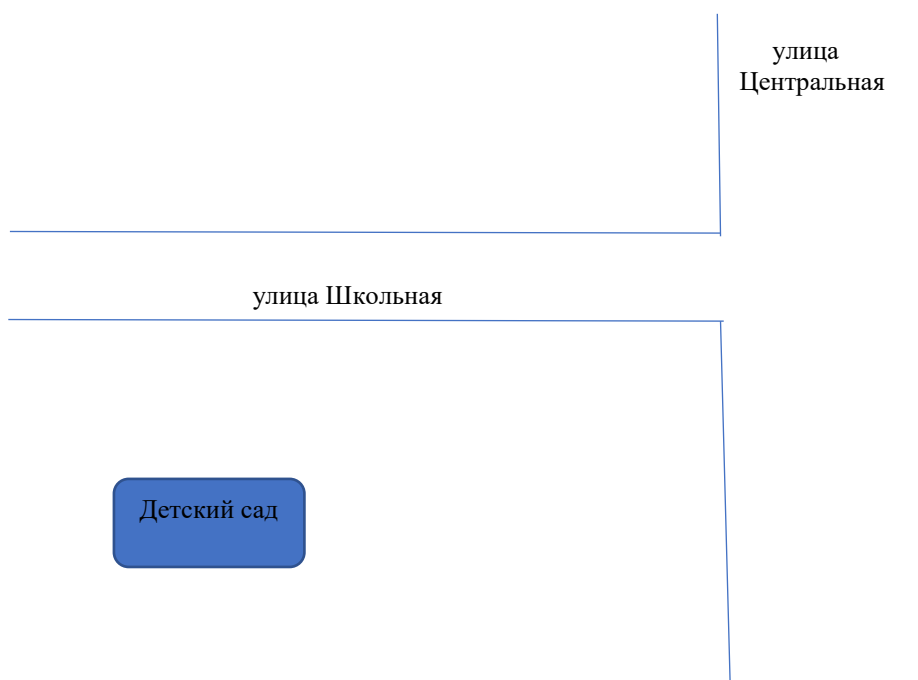 улица
Центральная
улица Школьная
Детский сад